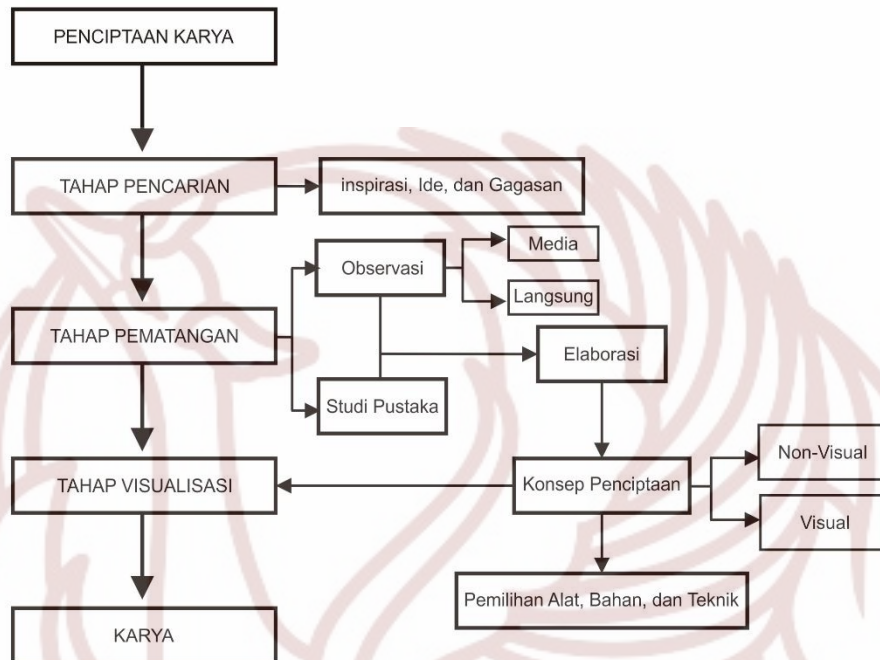 PENCIPTAAN KARYA
TAHAP PENCARIAN
inspirasi, Ide, dan Gagasan
Media
Observasi
Langsung
TAHAP PEMATANGAN
Elaborasi
Studi Pustaka
Non-Visual
TAHAP VISUALISASI
Konsep Penciptaan
Visual
Pemilihan Alat, Bahan, dan Teknik
KARYA